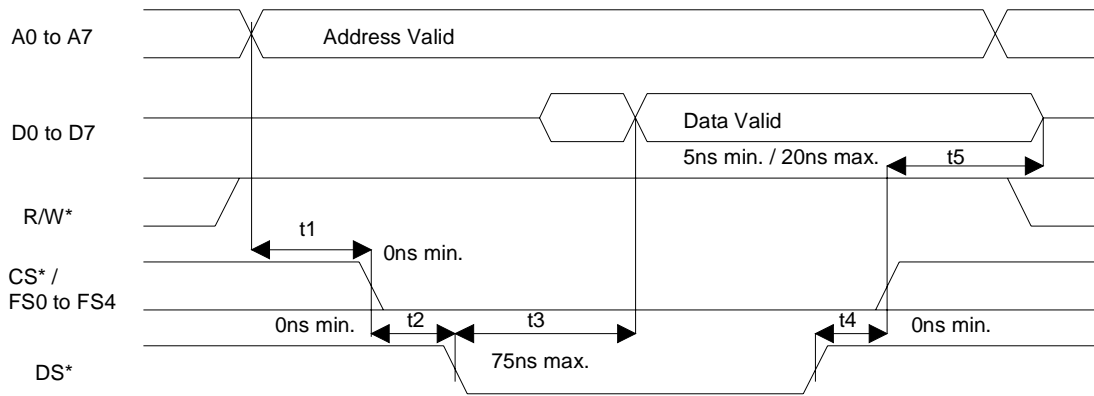 A0 to A7
Address Valid
D0 to D7
Data Valid
5ns min. / 20ns max.
t5
R/W*
t1
0ns min.
CS* /
FS0 to FS4
0ns min.
t2
t3
t4
0ns min.
75ns max.
DS*